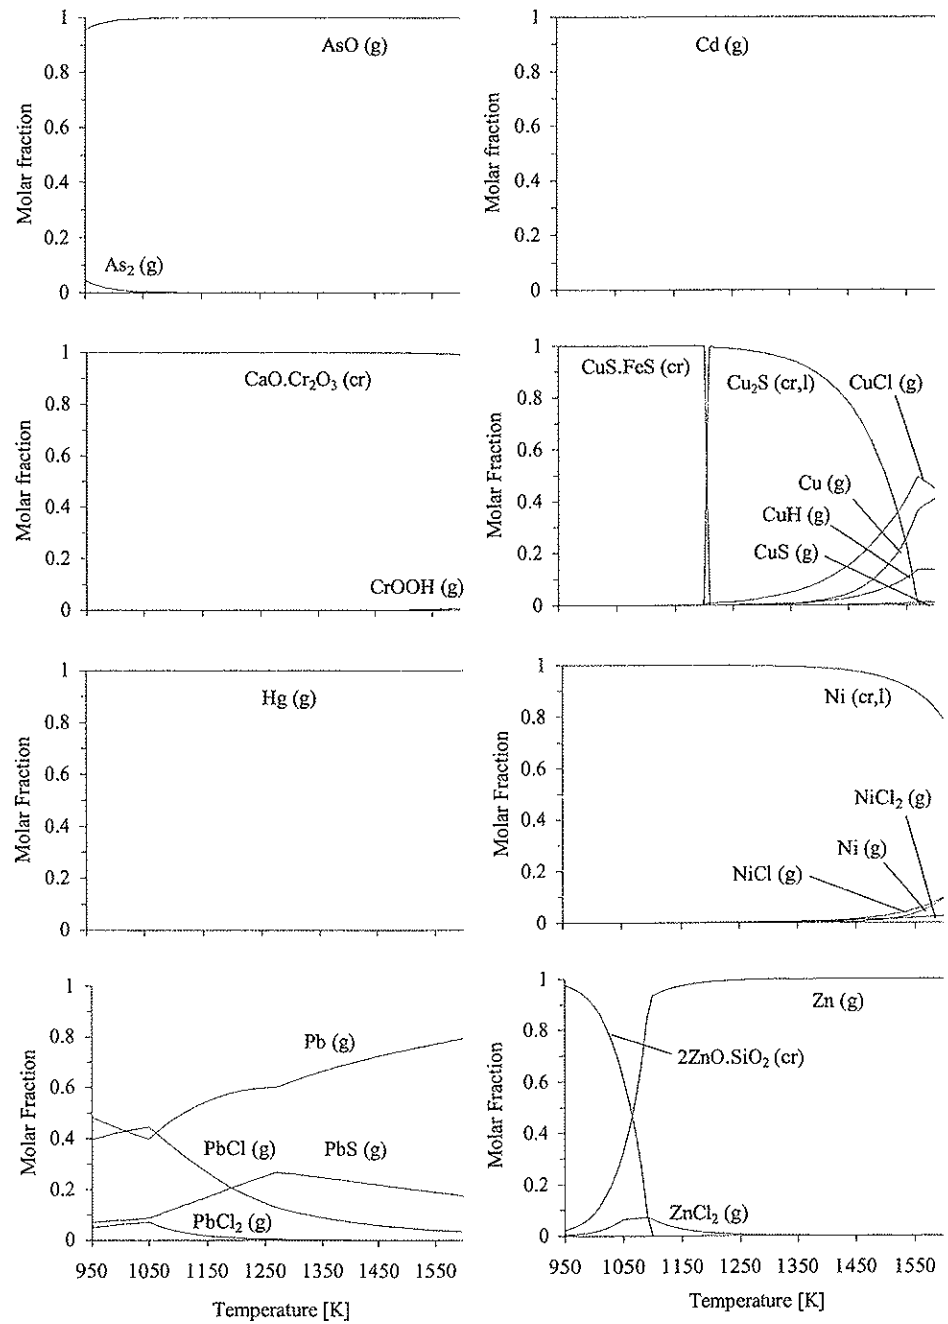 1
AsO (g)
0.8
0.6
0.4
0.2
As₂ (g)
0
Molar fraction
1
Cd (g)
0.8
0.6
0.4
0.2
0
Molar fraction
1
CaO.Cr₂O₃ (cr)
0.8
0.6
0.4
0.2
CrOOH (g)
0
Molar fraction
1
CuS.FeS (cr)
Cu₂S (cr,l)
CuCl (g)
0.8
0.6
Cu (g)
0.4
CuH (g)
CuS (g)
0.2
0
Molar Fraction
1
Hg (g)
0.8
0.6
0.4
0.2
0
Molar Fraction
1
Ni (cr,l)
0.8
0.6
NiCl₂ (g)
0.4
Ni (g)
NiCl (g)
0.2
0
Molar Fraction
1
0.8
Pb (g)
0.6
0.4
PbCl (g)
PbS (g)
0.2
PbCl₂ (g)
0
Molar Fraction
950 1050 1150 1250 1350 1450 1550
Temperature [K]
1
Zn (g)
0.8
2ZnO.SiO₂ (cr)
0.6
0.4
0.2
ZnCl₂ (g)
0
Molar Fraction
950 1050 1150 1250 1350 1450 1550
Temperature [K]